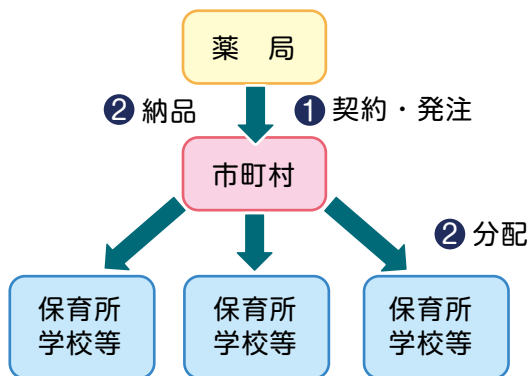 薬　局
❷ 納品
❶ 契約・発注
市町村
❷ 分配
保育所
学校等
保育所
学校等
保育所
学校等